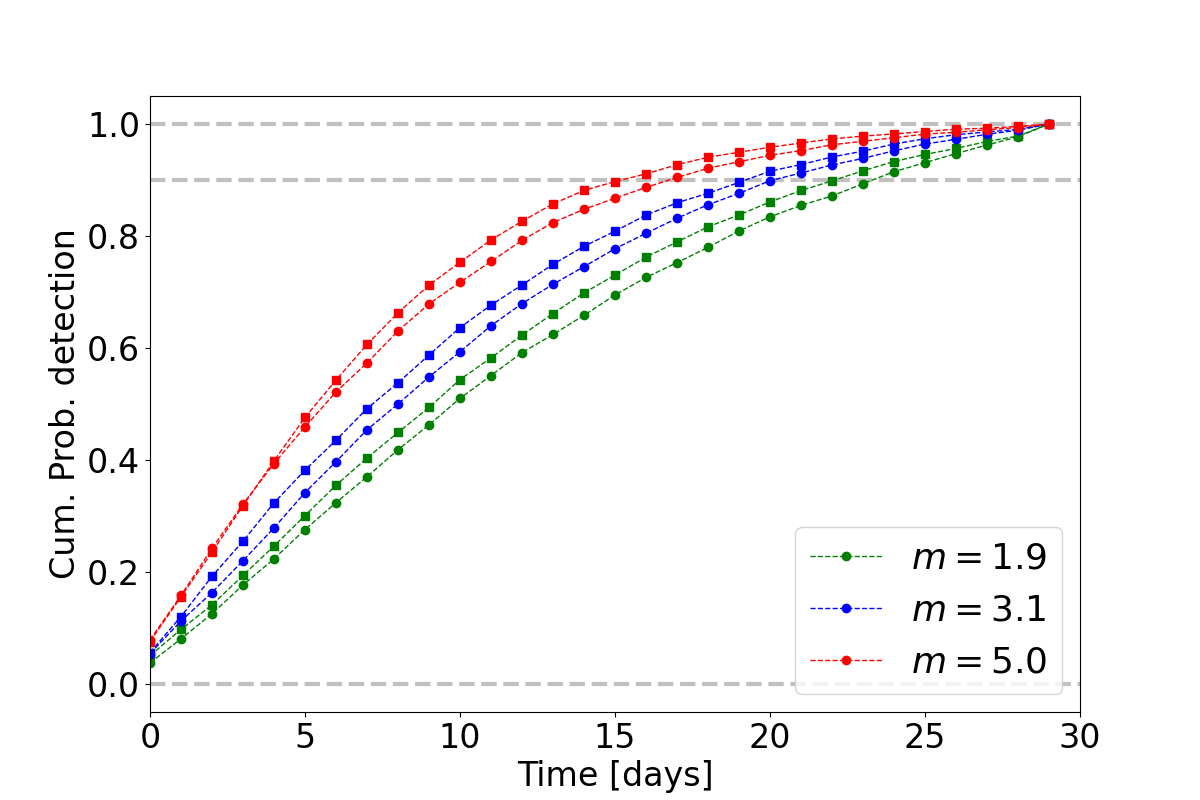 Cum. Prob. detection
1.0
0.8
0.6
0.4
0.2
0.0
m = 1.9
m = 3.1
m = 5.0
0 5 10 15 20 25 30
Time [days]